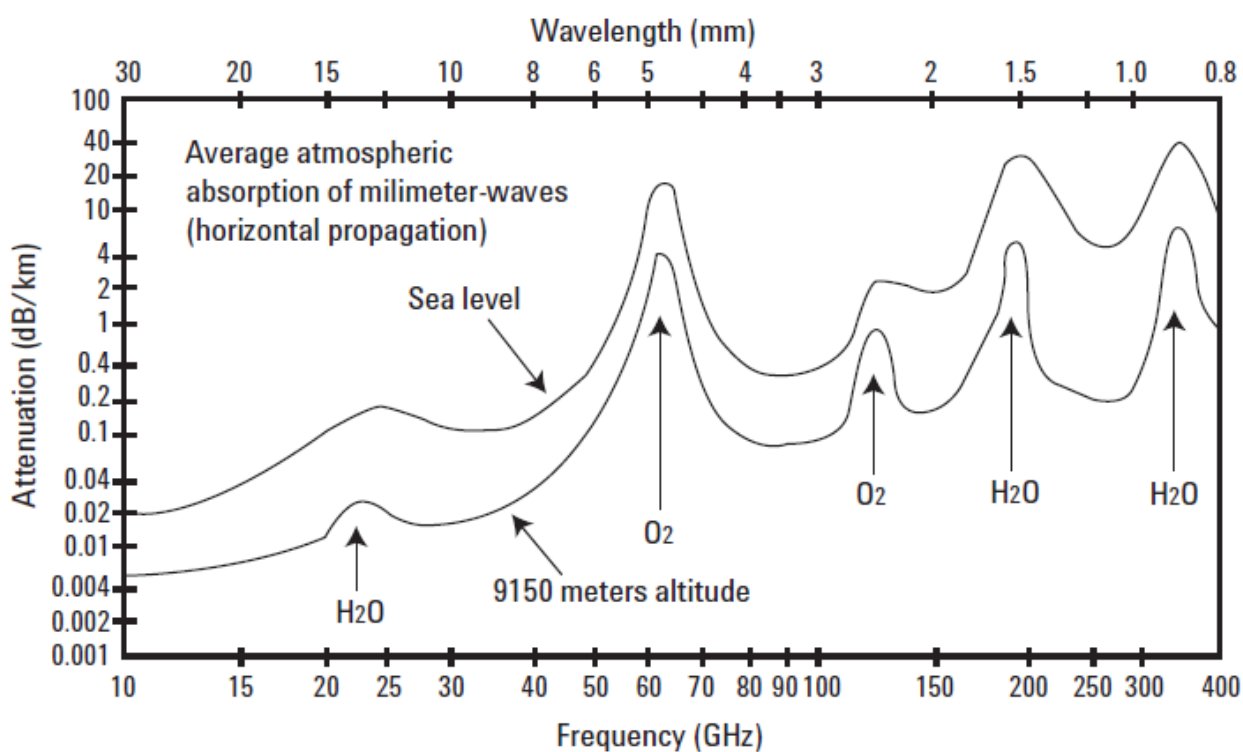 Wavelength (mm)
30 20 15 10 8 6 5 4 3 2 1.5 1.0 0.8
100
40
20
10
4
2
1
0.4
0.2
0.1
0.04
0.02
0.01
0.004
0.002
0.001
Attenuation (dB/km)
Average atmospheric
absorption of milimeter-waves
(horizontal propagation)
Sea level
9150 meters altitude
H2O
O2
O2
H2O
H2O
10 15 20 30 40 50 60 70 80 90 100 150 200 250 300 400
Frequency (GHz)